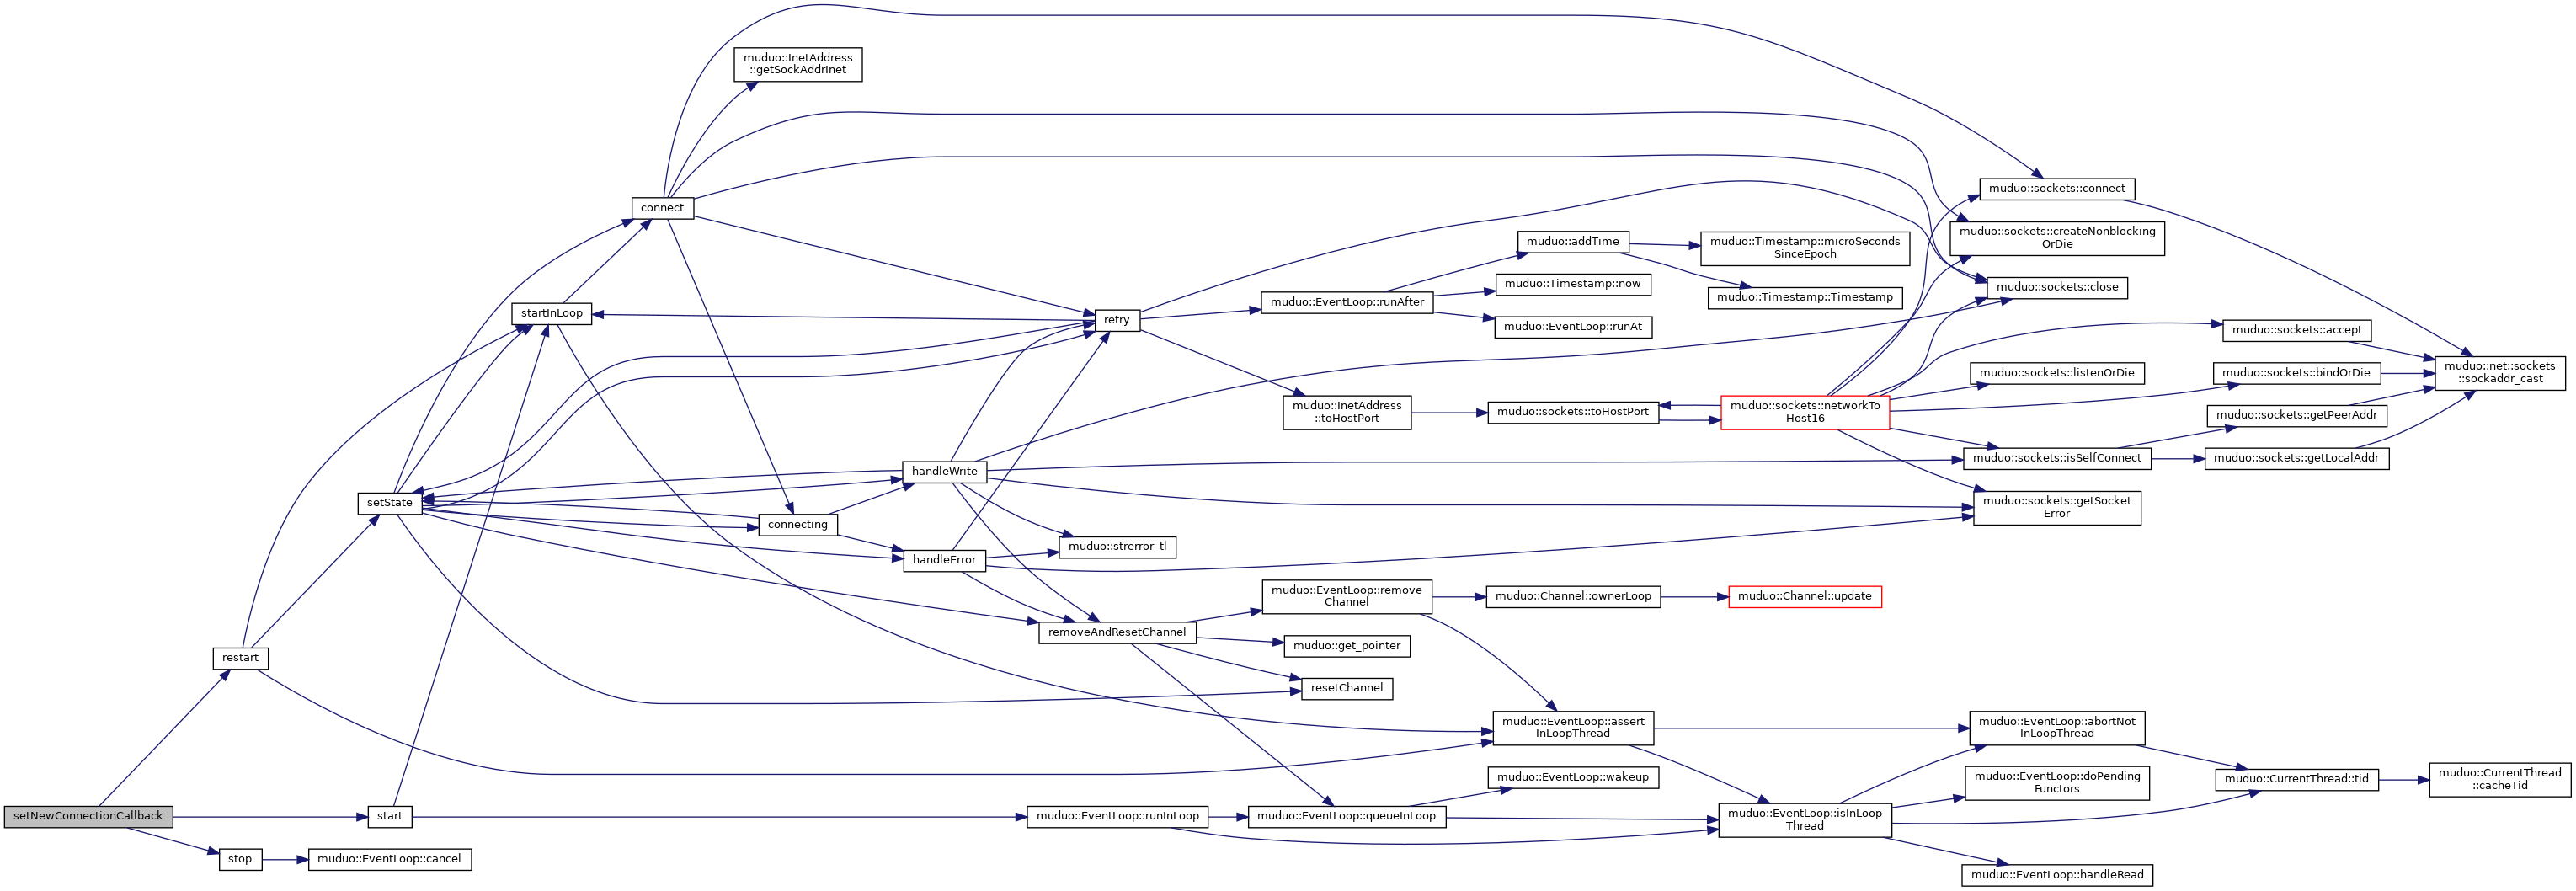 muduo::InetAddress
::getSockAddrInet
muduo::sockets::connect
connect
muduo::sockets::createNonblocking
OrDie
muduo::addTime
muduo::Timestamp::microSeconds
SinceEpoch
muduo::Timestamp::now
muduo::sockets::close
muduo::Timestamp::Timestamp
muduo::EventLoop::runAfter
startInLoop
retry
muduo::EventLoop::runAt
muduo::sockets::accept
muduo::sockets::listenOrDie
muduo::sockets::bindOrDie
muduo::net::sockets
::sockaddr_cast
muduo::InetAddress
::toHostPort
muduo::sockets::toHostPort
muduo::sockets::networkTo
Host16
muduo::sockets::getPeerAddr
muduo::sockets::isSelfConnect
muduo::sockets::getLocalAddr
handleWrite
setState
muduo::sockets::getSocket
Error
connecting
muduo::strerror_tl
handleError
muduo::EventLoop::remove
Channel
muduo::Channel::ownerLoop
muduo::Channel::update
removeAndResetChannel
muduo::get_pointer
restart
resetChannel
muduo::EventLoop::assert
InLoopThread
muduo::EventLoop::abortNot
InLoopThread
muduo::EventLoop::wakeup
muduo::EventLoop::doPending
Functors
muduo::CurrentThread::tid
muduo::CurrentThread
::cacheTid
setNewConnectionCallback
start
muduo::EventLoop::runInLoop
muduo::EventLoop::queueInLoop
muduo::EventLoop::isInLoop
Thread
stop
muduo::EventLoop::cancel
muduo::EventLoop::handleRead